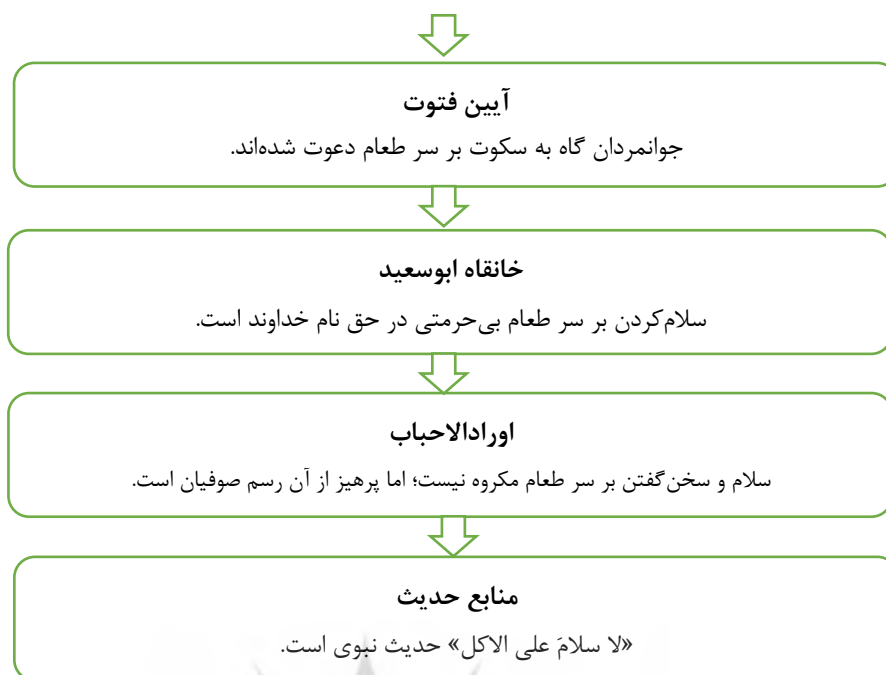 آیین فتوت
جوانمردان گاه به سکوت بر سر طعام دعوت شده‌اند.
خانقاه ابوسعید
سلام‌کردن بر سر طعام بی‌حرمتی در حق نام خداوند است.
اورادالاحباب
سلام و سخن‌گفتن بر سر طعام مکروه نیست؛ اما پرهیز از آن رسم صوفیان است.
منابع حدیث
«لا سلامَ علی الاکل» حدیث نبوی است.